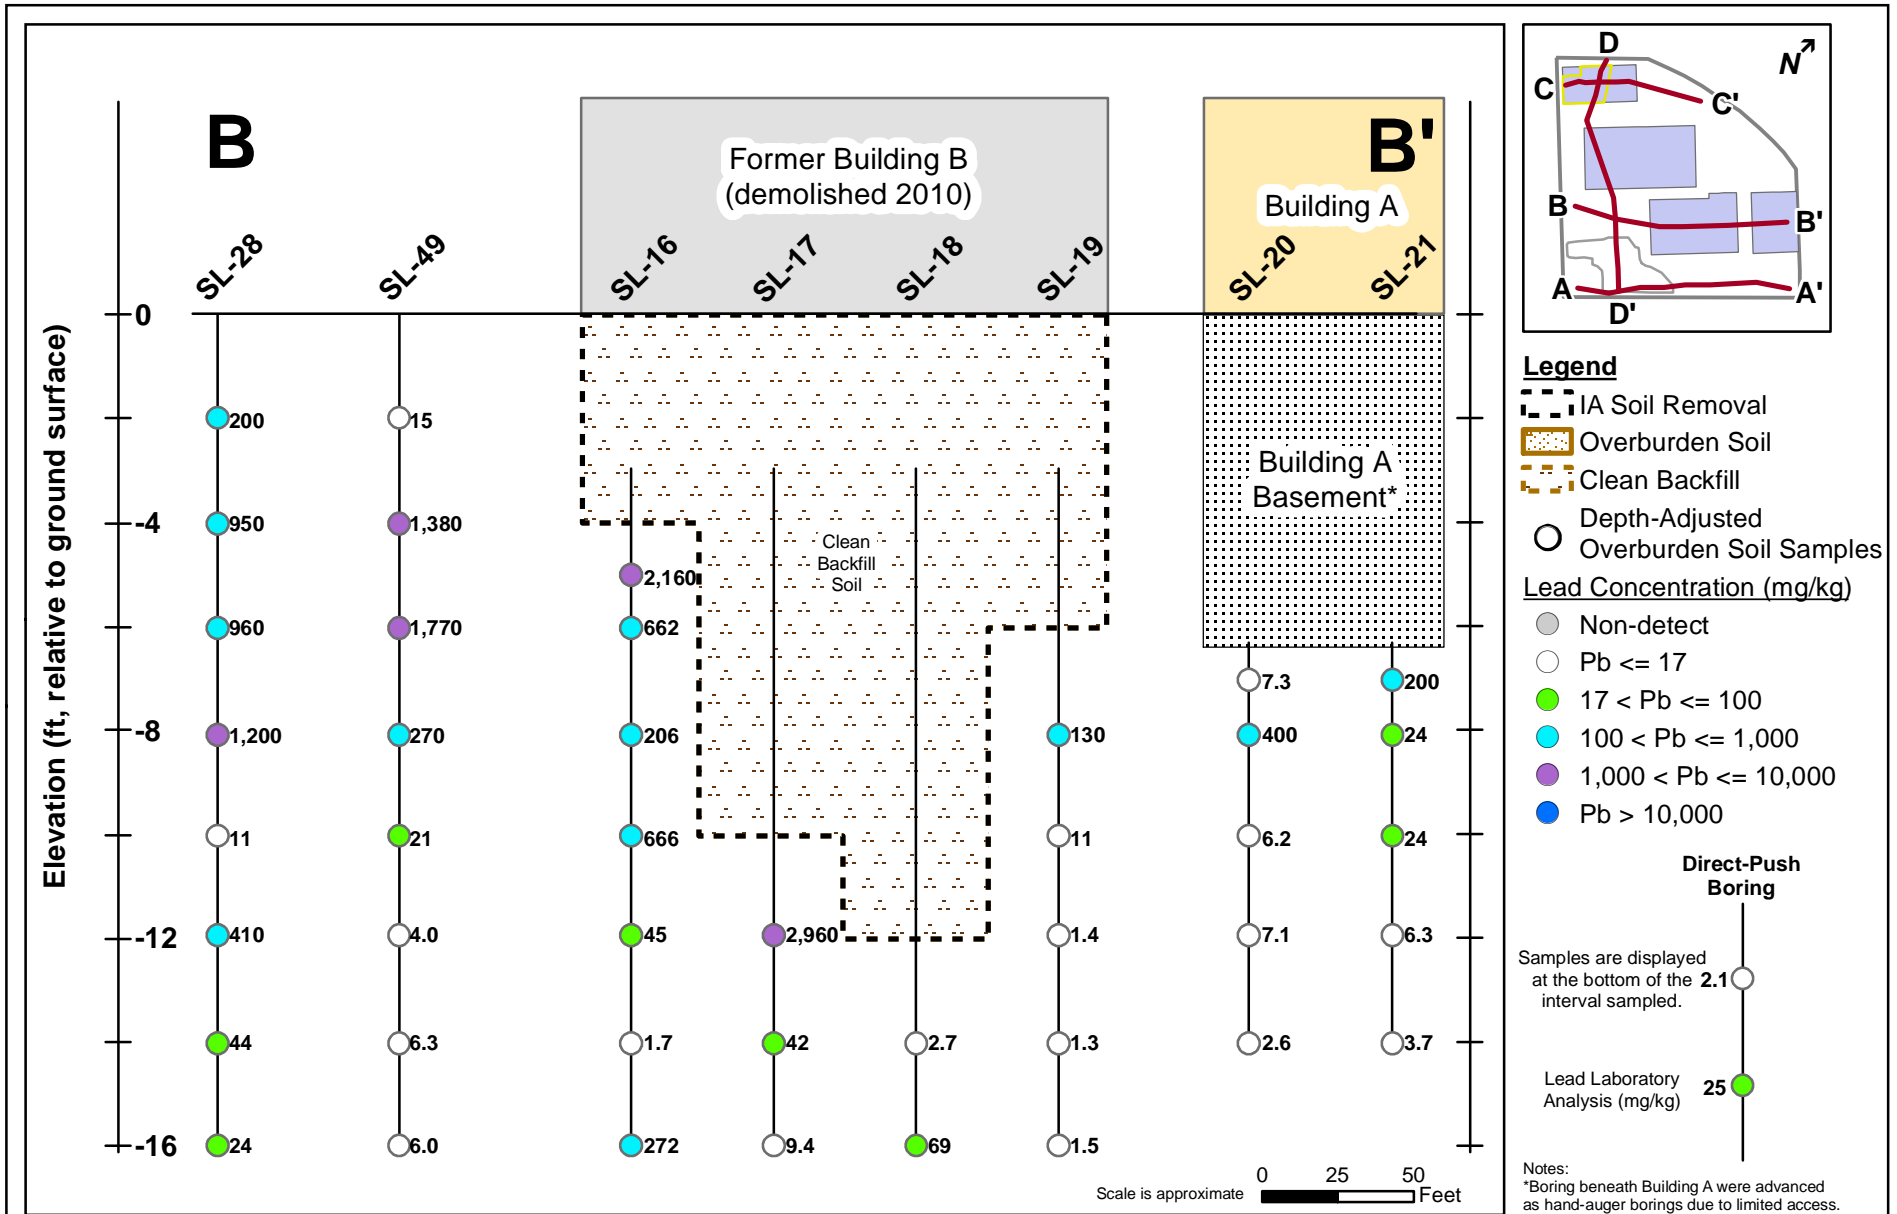 B
Former Building B
(demolished 2010)
B'
Building A
SL-28
SL-49
SL-16
SL-17
SL-18
SL-19
SL-20
SL-21
Elevation (ft, relative to ground surface)
0
-4
-8
-12
-16
200
950
960
1,200
11
410
44
24
15
1,380
1,770
270
21
4.0
6.3
6.0
2,160
662
206
666
45
1.7
272
Clean
Backfill
Soil
2,960
42
9.4
2.7
69
130
11
1.4
1.3
1.5
Building A
Basement*
7.3
400
6.2
7.1
2.6
200
24
24
6.3
3.7
Scale is approximate
0 25 50
Feet
D
N
C
C'
B
B'
A
A'
D'
Legend
IA Soil Removal
Overburden Soil
Clean Backfill
Depth-Adjusted
Overburden Soil Samples
Lead Concentration (mg/kg)
Non-detect
Pb <= 17
17 < Pb <= 100
100 < Pb <= 1,000
1,000 < Pb <= 10,000
Pb > 10,000
Direct-Push
Boring
Samples are displayed
at the bottom of the
interval sampled.
2.1
Lead Laboratory
Analysis (mg/kg)
25
Notes:
*Boring beneath Building A were advanced
as hand-auger borings due to limited access.